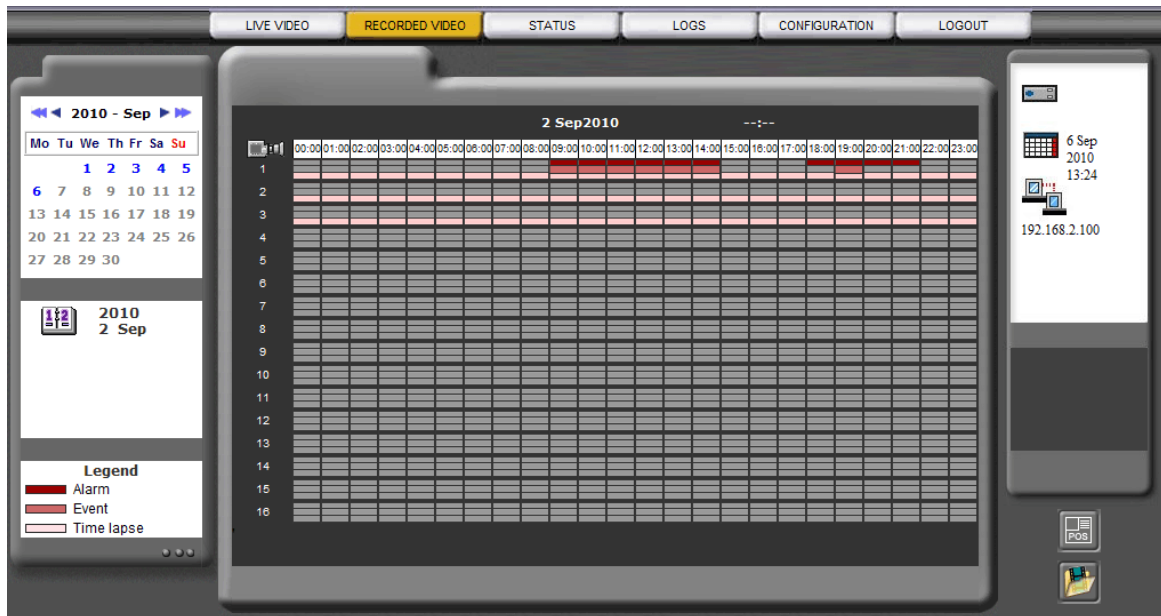 LIVE VIDEO RECORDED VIDEO STATUS LOGS CONFIGURATION LOGOUT
2010 - Sep
Mo Tu We Th Fr Sa Su
1 2 3 4 5
6 7 8 9 10 11 12
13 14 15 16 17 18 19
20 21 22 23 24 25 26
27 28 29 30
1 2
2010
2 Sep
Legend
Alarm
Event
Time lapse
2 Sep2010 --:--
00:00 01:00 02:00 03:00 04:00 05:00 06:00 07:00 08:00 09:00 10:00 11:00 12:00 13:00 14:00 15:00 16:00 17:00 18:00 19:00 20:00 21:00 22:00 23:00
1
2
3
4
5
6
7
8
9
10
11
12
13
14
15
16
6 Sep
2010
13:24
192.168.2.100
POS